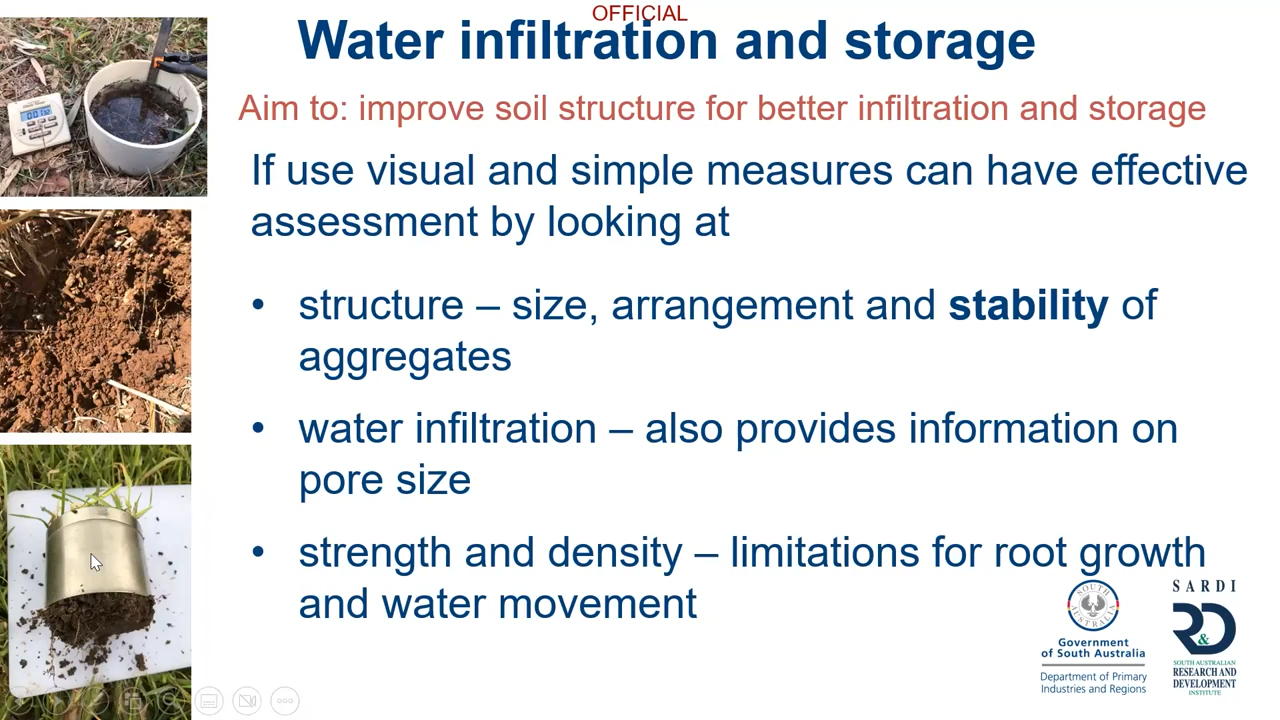 OFFICIAL
Water infiltration and storage
Aim to: improve soil structure for better infiltration and storage
If use visual and simple measures can have effective
assessment by looking at
• structure – size, arrangement and stability of
aggregates
• water infiltration – also provides information on
pore size
• strength and density – limitations for root growth
and water movement
SOUTH AUSTRALIA
Government
of South Australia
Department of Primary
Industries and Regions
SARDI
R&D
SOUTH AUSTRALIAN
RESEARCH AND
DEVELOPMENT
INSTITUTE